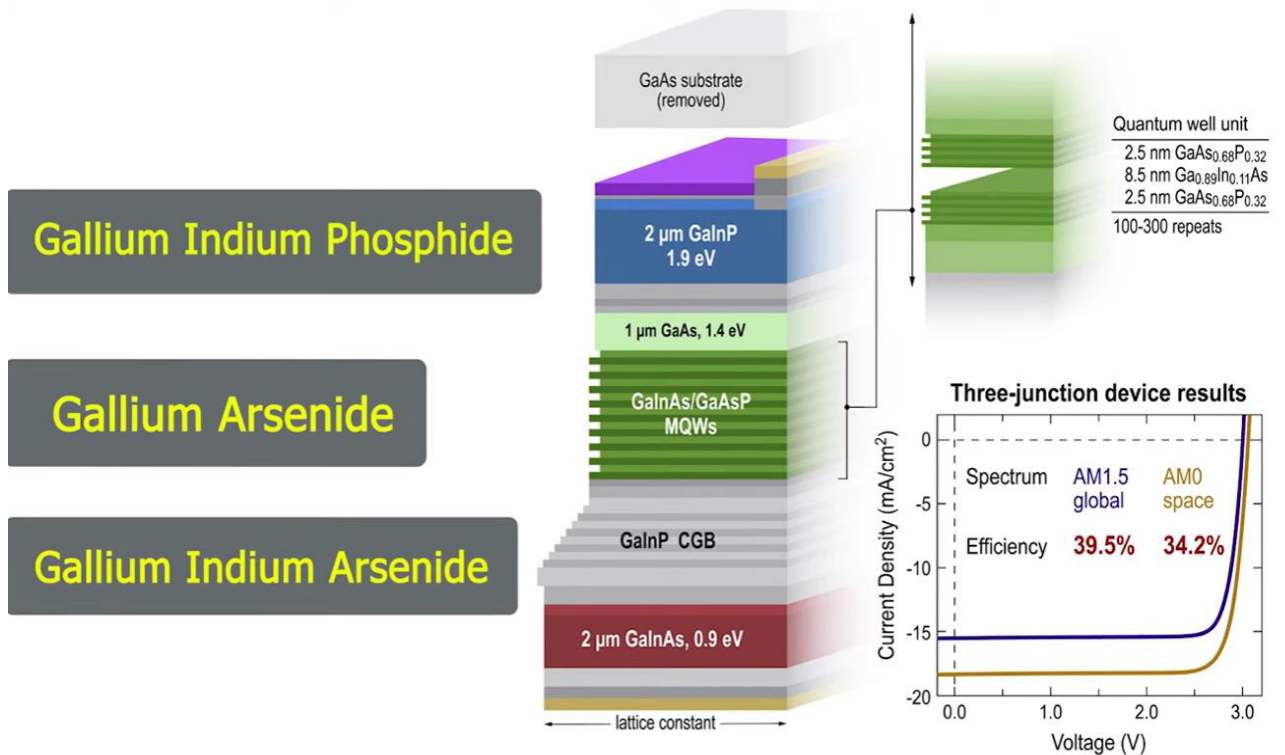 GaAs substrate
(removed)
Gallium Indium Phosphide
Gallium Arsenide
Gallium Indium Arsenide
2 µm GaInP
1.9 eV
1 µm GaAs, 1.4 eV
GaInAs/GaAsP
MQWs
GaInP CGB
2 µm GaInAs, 0.9 eV
lattice constant
Quantum well unit
2.5 nm GaAs₀.₆₈P₀.₃₂
8.5 nm Ga₀.₈₉In₀.₁₁As
2.5 nm GaAs₀.₆₈P₀.₃₂
100-300 repeats
Three-junction device results
Current Density (mA/cm²)
0
-5
-10
-15
-20
Spectrum AM1.5 AM0
global space
Efficiency 39.5% 34.2%
0.0 1.0 2.0 3.0
Voltage (V)